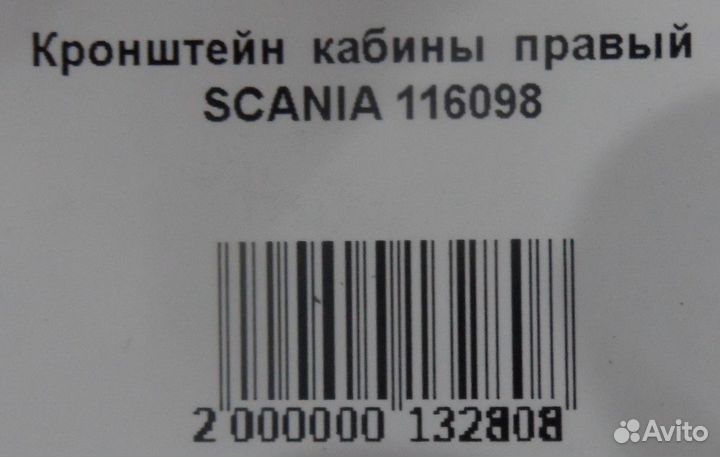 Кронштейн кабины правый
SCANIA 116098
2 000000 132808
Avito